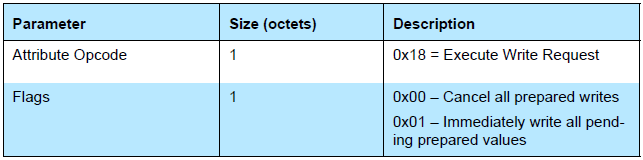 Parameter Size (octets) Description
Attribute Opcode 1 0x18 = Execute Write Request
Flags 1 0x00 – Cancel all prepared writes
0x01 – Immediately write all pend-
ing prepared values